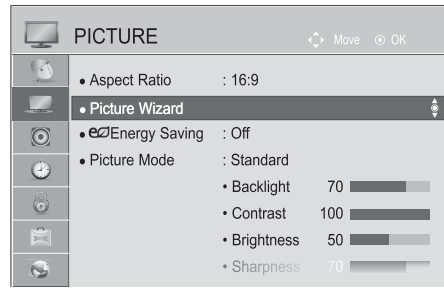 PICTURE
Move OK
• Aspect Ratio : 16:9
• Picture Wizard
• Energy Saving : Off
• Picture Mode : Standard
• Backlight 70
• Contrast 100
• Brightness 50
• Sharpness 70